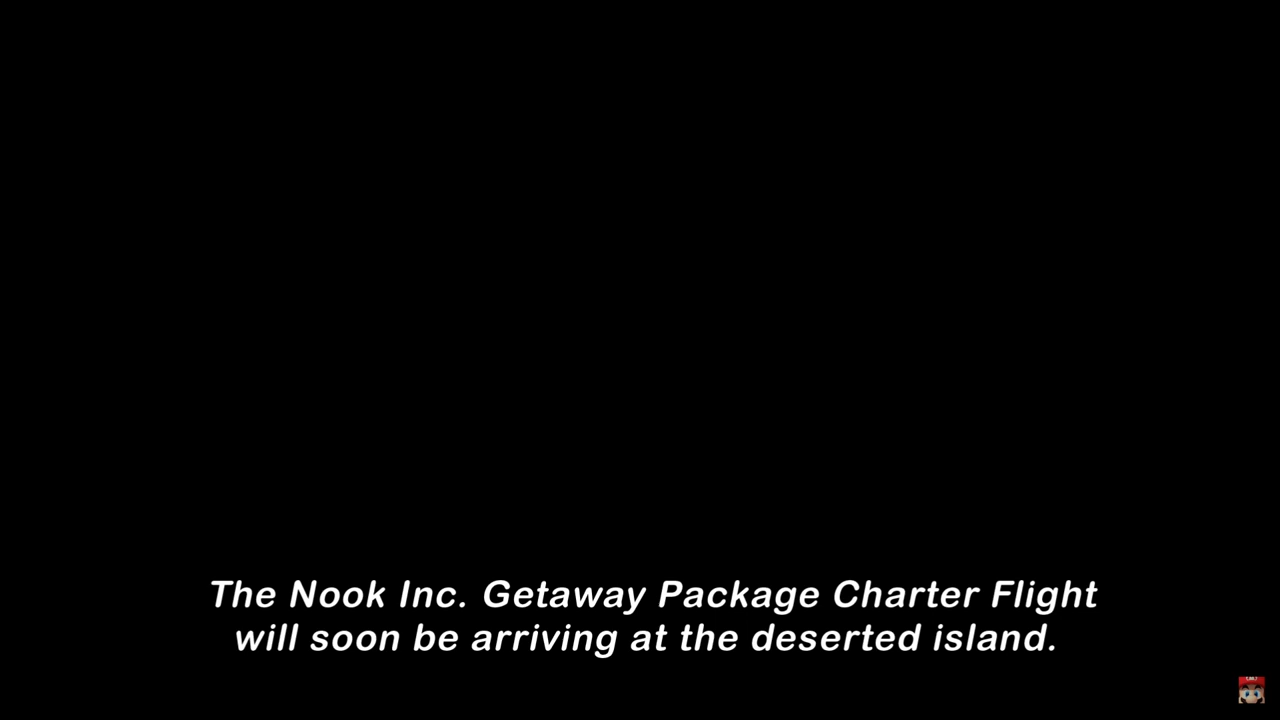 The Nook Inc. Getaway Package Charter Flight
will soon be arriving at the deserted island.